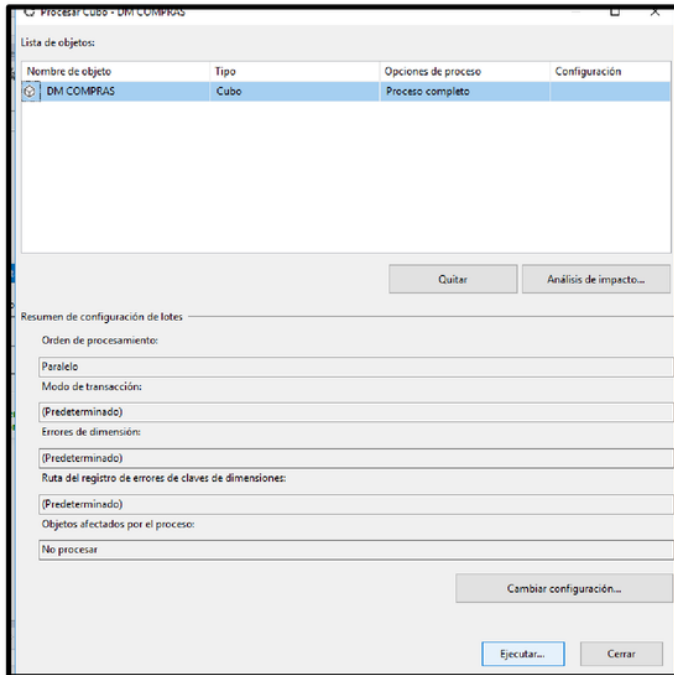 Procesar Cubo - DM COMPRAS
Lista de objetos:
Nombre de objeto Tipo Opciones de proceso Configuración
DM COMPRAS Cubo Proceso completo
Quitar Análisis de impacto...
Resumen de configuración de lotes
Orden de procesamiento:
Paralelo
Modo de transacción:
(Predeterminado)
Errores de dimensión:
(Predeterminado)
Ruta del registro de errores de claves de dimensiones:
(Predeterminado)
Objetos afectados por el proceso:
No procesar
Cambiar configuración...
Ejecutar... Cerrar